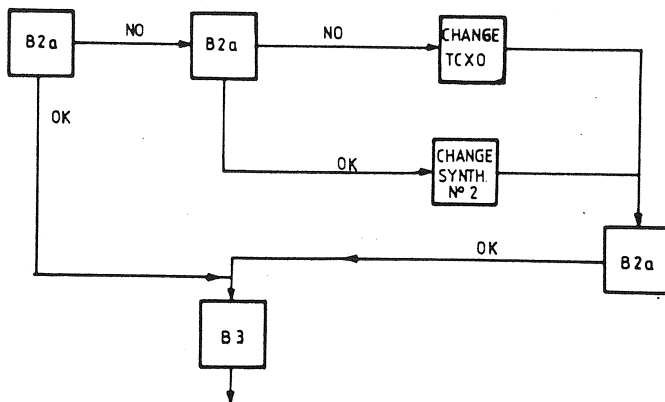 B2a
NO
B2a
NO
CHANGE
TCXO
OK
OK
CHANGE
SYNTH.
Nº 2
OK
B2a
B3